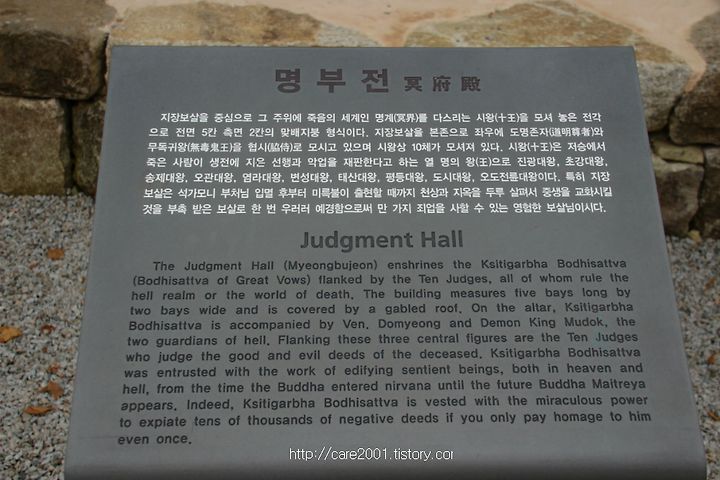 명부전 冥府殿
지장보살을 중심으로 그 주위에 죽음의 세계인 명계(冥界)를 다스리는 시왕(十王)을 모셔 놓은 전각
으로 전면 5칸 측면 2칸의 맞배지붕 형식이다. 지장보살을 본존으로 좌우에 도명존자(道明尊者)와
무독귀왕(無毒鬼王)을 협시(脇侍)로 모시고 있으며 시왕상 10체가 모셔져 있다. 시왕(十王)은 저승에서
죽은 사람이 생전에 지은 선행과 악업을 재판한다고 하는 열 명의 왕(王)으로 진광대왕, 초강대왕,
송제대왕, 오관대왕, 염라대왕, 변성대왕, 태산대왕, 평등대왕, 도시대왕, 오도전륜대왕이다. 특히 지장
보살은 석가모니 부처님 입멸 후부터 미륵불이 출현할 때까지 천상과 지옥을 두루 살펴서 중생을 교화시킬
것을 부촉 받은 보살로 한 번 우러러 예경함으로써 만 가지 죄업을 사할 수 있는 영험한 보살님이시다.
Judgment Hall
The Judgment Hall (Myeongbujeon) enshrines the Ksitigarbha Bodhisattva
(Bodhisattva of Great Vows) flanked by the Ten Judges, all of whom rule the
hell realm or the world of death. The building measures five bays long by
two bays wide and is covered by a gabled roof. On the altar, Ksitigarbha
Bodhisattva is accompanied by Ven. Domyeong and Demon King Mudok, the
two guardians of hell. Flanking these three central figures are the Ten Judges
who judge the good and evil deeds of the deceased. Ksitigarbha Bodhisattva
was entrusted with the work of edifying sentient beings, both in heaven and
hell, from the time the Buddha entered nirvana until the future Buddha Maitreya
appears. Indeed, Ksitigarbha Bodhisattva is vested with the miraculous power
to expiate tens of thousands of negative deeds if you only pay homage to him
even once.
http://care2001.tistory.cor